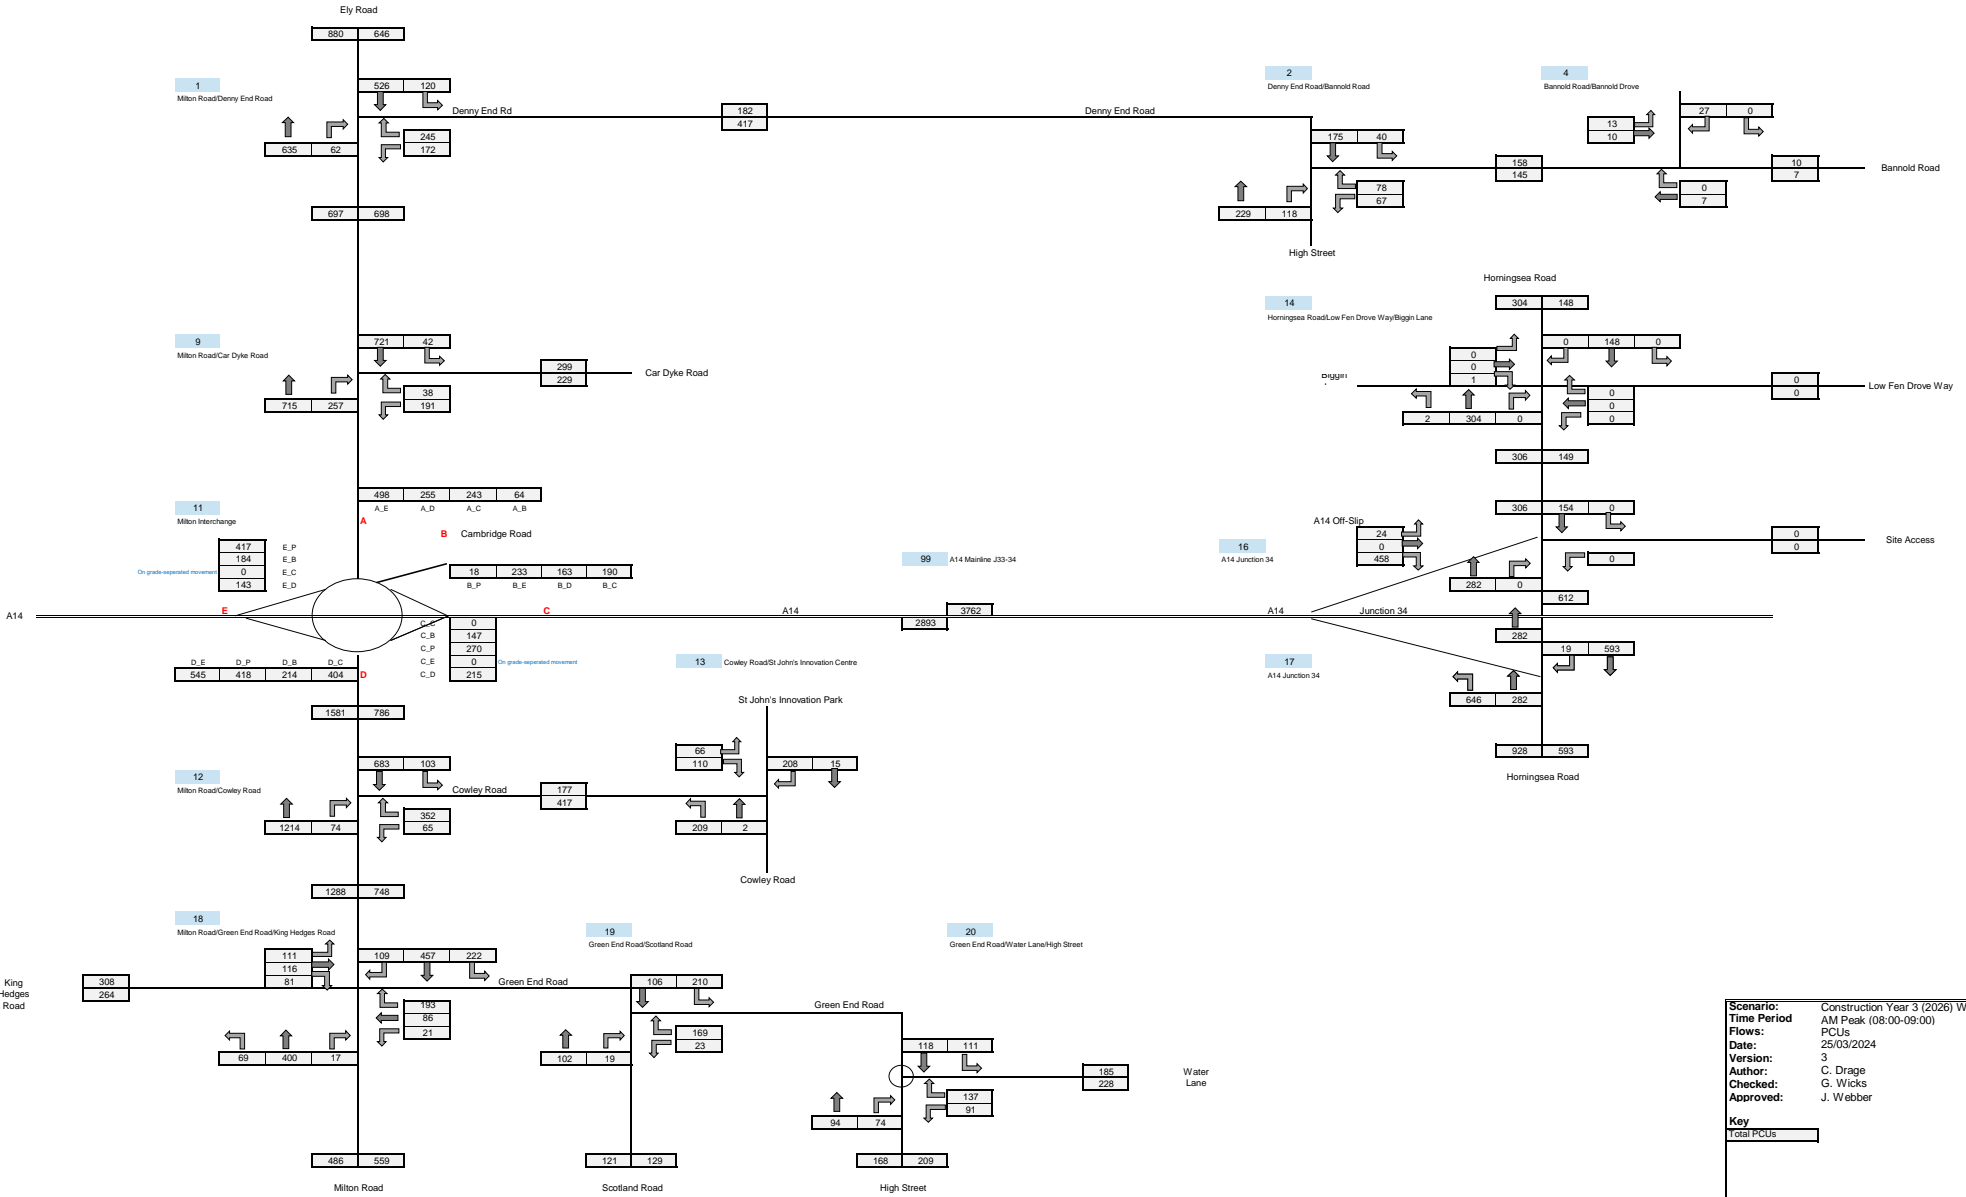 Ely Road
880 646
1
Milton Road/Denny End Road
526 120
Denny End Rd
182
417
Denny End Road
635 62
245
172
697 698
2
Denny End Road/Bannold Road
175 40
78
67
229 118
High Street
4
Bannold Road/Bannold Drove
27 0
13
10
158
145
10
7
Bannold Road
0
7
9
Milton Road/Car Dyke Road
721 42
299
229
Car Dyke Road
715 257
38
191
Horningsea Road
304 148
14
Horningsea Road/Low Fen Drove Way/Biggin Lane
0 148 0
0
0
1
Biggin
0
0
Low Fen Drove Way
2 304 0
0
0
0
306 149
11
Milton Interchange
498 255 243 64
A_E A_D A_C A_B
A
B Cambridge Road
417 E_P
184 E_B
On grade-seperated movement 0 E_C
143 E_D
18 233 163 190
B_P B_E B_D B_C
A14
E
C
A14
C_C 0
C_B 147
C_P 270
C_E 0 On grade-seperated movement
C_D 215
D_E D_P D_B D_C
545 418 214 404
D
1581 786
99 A14 Mainline J33-34
3762
2893
A14
Junction 34
306 154 0
A14 Off-Slip
24
0
458
16
A14 Junction 34
0
0
Site Access
0
282 0
612
282
17
A14 Junction 34
19 593
646 282
928 593
Horningsea Road
13 Cowley Road/St John's Innovation Centre
St John's Innovation Park
66
110
208 15
209 2
Cowley Road
12
Milton Road/Cowley Road
683 103
Cowley Road
177
417
1214 74
352
65
1288 748
18
Milton Road/Green End Road/King Hedges Road
111
116
81
109 457 222
King
Hedges
Road
308
264
Green End Road
193
86
21
69 400 17
486 559
Milton Road
19
Green End Road/Scotland Road
106 210
169
23
102 19
121 129
Scotland Road
20
Green End Road/Water Lane/High Street
Green End Road
118 111
185
228
Water
Lane
137
91
94 74
168 209
High Street
Scenario: Construction Year 3 (2026) W
Time Period AM Peak (08:00-09:00)
Flows: PCUs
Date: 25/03/2024
Version: 3
Author: C. Drage
Checked: G. Wicks
Approved: J. Webber
Key
Total PCUs